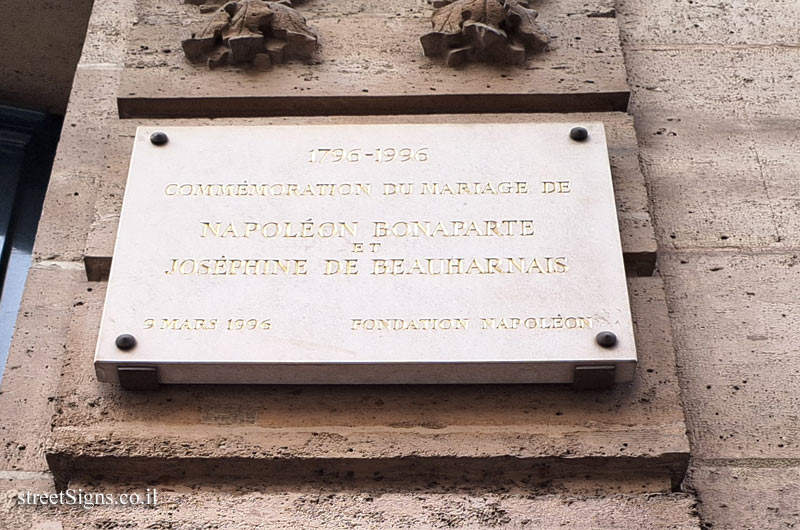 1796-1996
COMMÉMORATION DU MARIAGE DE
NAPOLÉON BONAPARTE
ET
JOSÉPHINE DE BEAUHARNAIS
9 MARS 1996 FONDATION NAPOLÉON
streetSigns.co.il